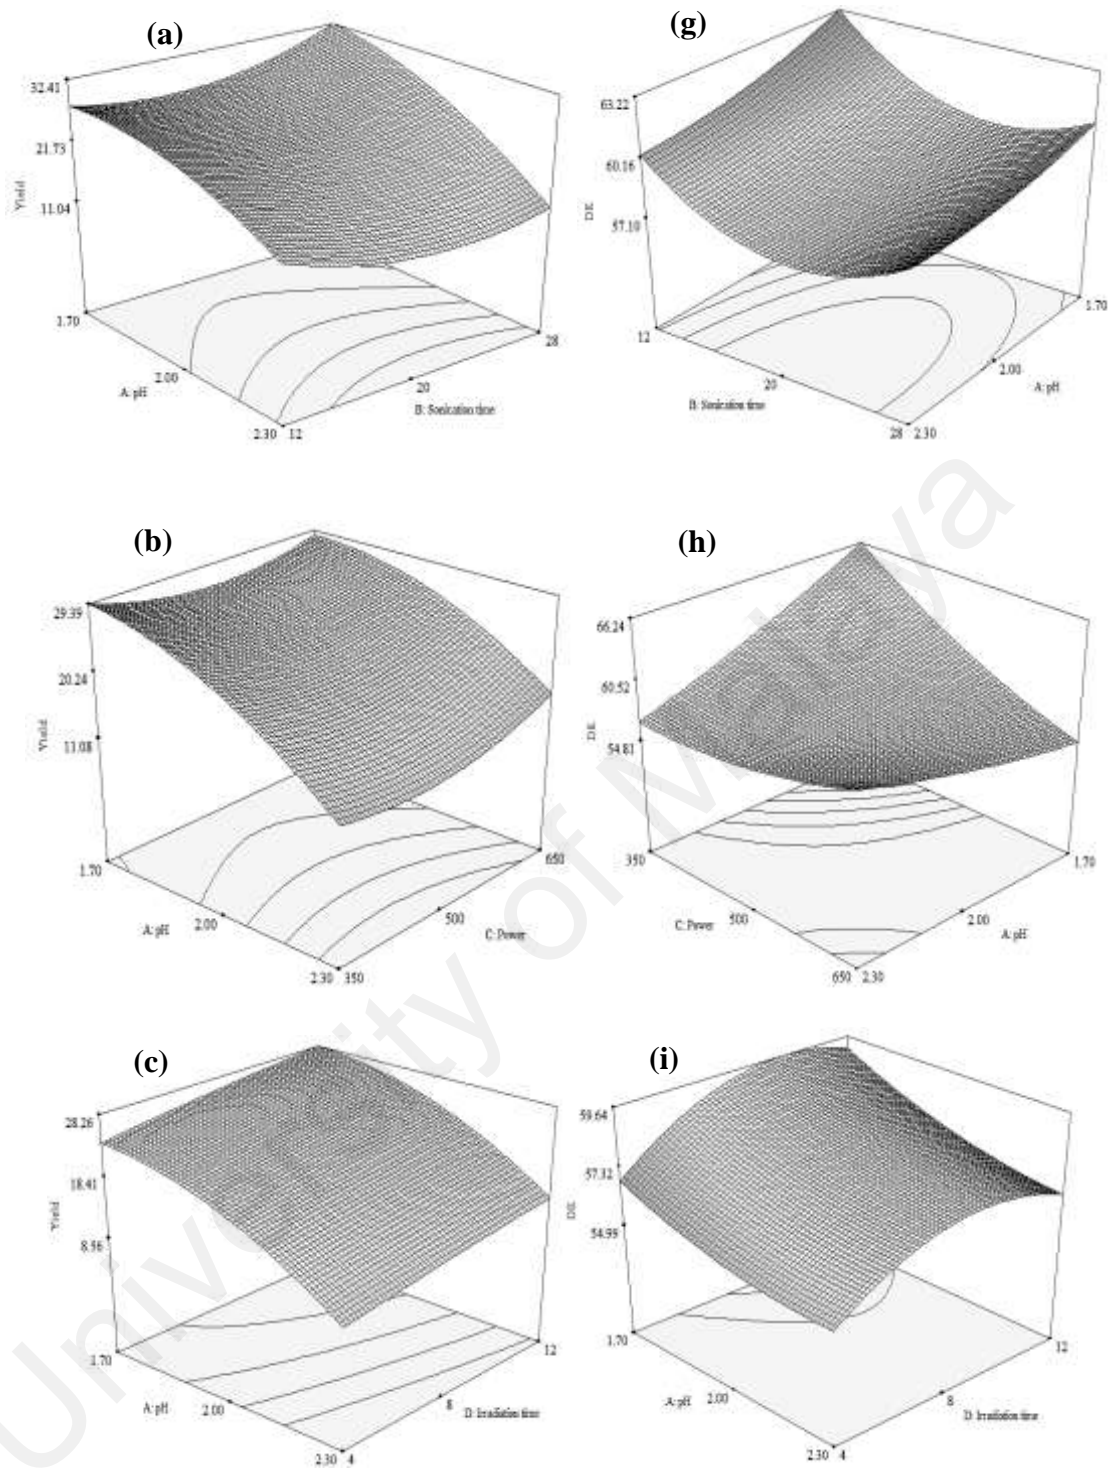 (a)
32.41
21.73
11.04
Yield
1.70
2.00
2.30
A: pH
12
20
28
B: Sonication time
(g)
63.22
60.16
57.10
DE
12
20
28
B: Sonication time
2.30
2.00
1.70
A: pH
(b)
29.39
20.24
11.08
Yield
1.70
2.00
2.30
A: pH
350
500
650
C: Power
(h)
66.24
60.52
54.81
DE
350
500
650
C: Power
2.30
2.00
1.70
A: pH
(c)
28.26
18.41
8.56
Yield
1.70
2.00
2.30
A: pH
4
8
12
D: Irradiation time
(i)
59.64
57.32
54.99
DE
1.70
2.00
2.30
A: pH
4
8
12
D: Irradiation time
University of Malaya